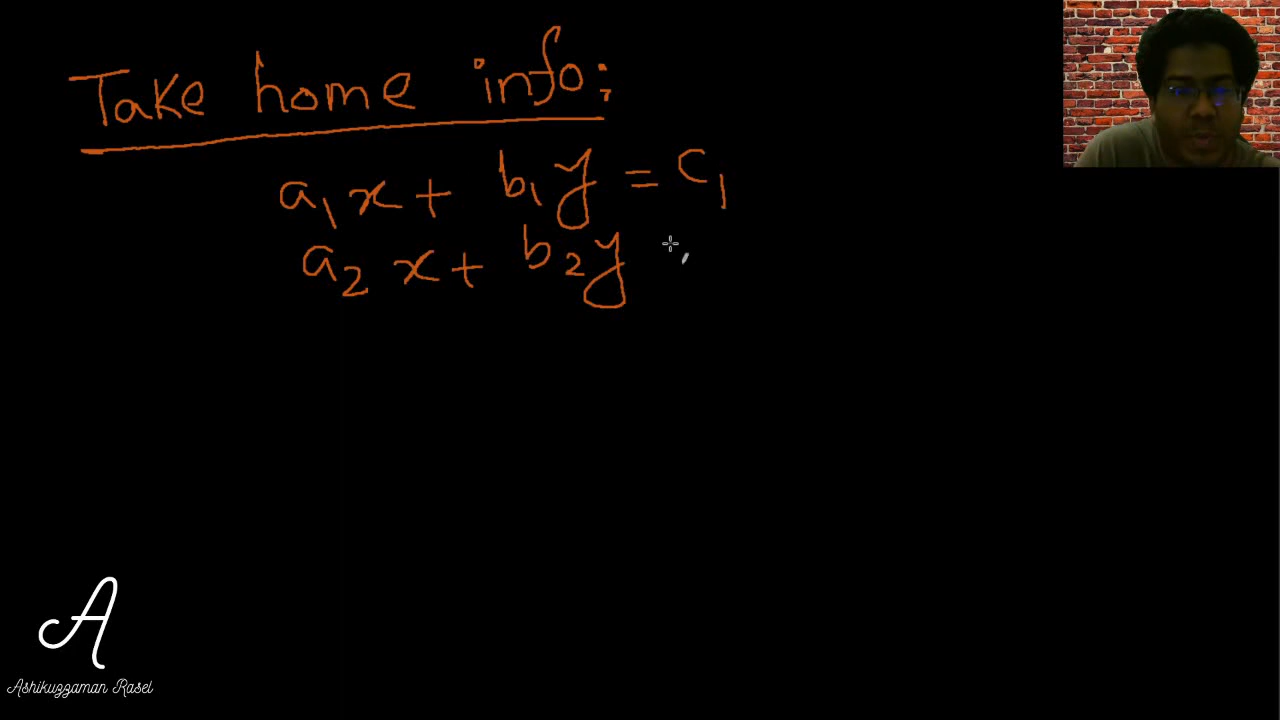 Take home info:
a₁x + b₁y = c₁
a₂x + b₂y
A
Ashikuzzaman Rasel